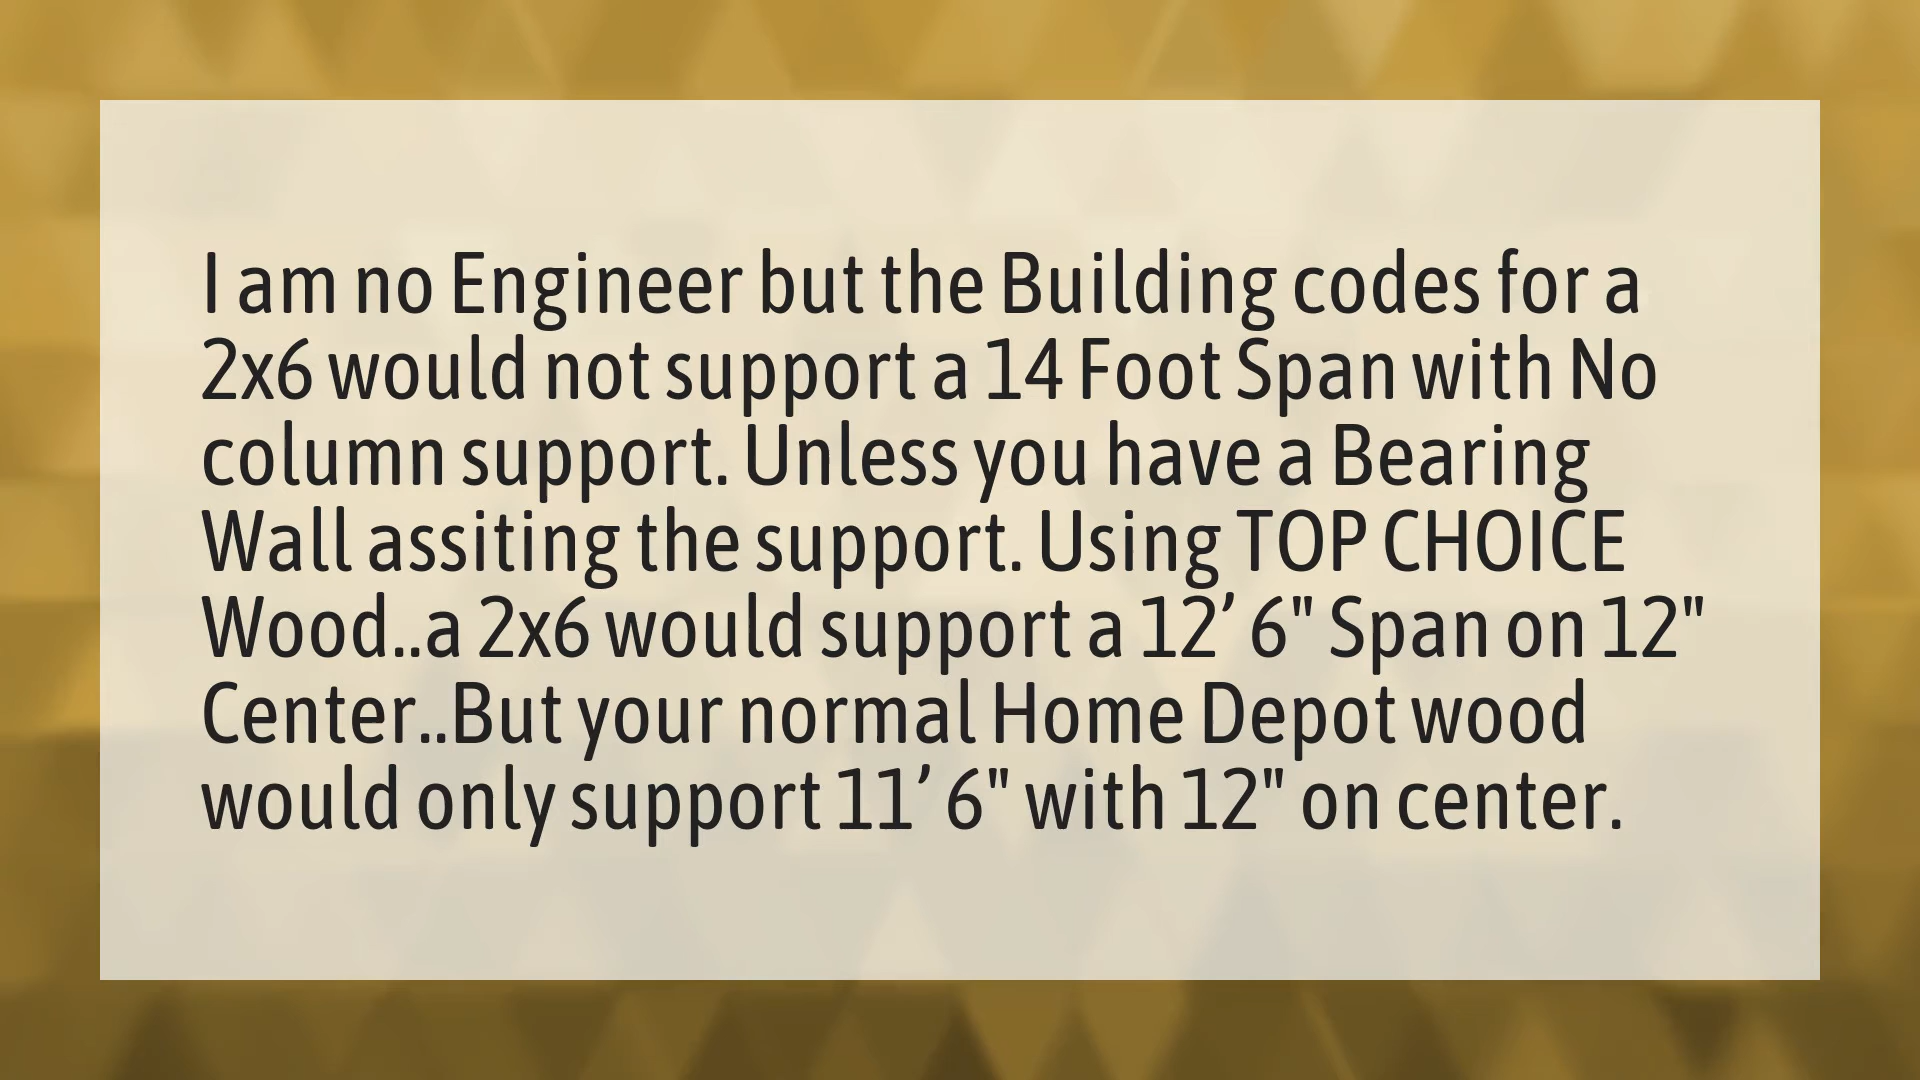 I am no Engineer but the Building codes for a
2x6 would not support a 14 Foot Span with No
column support. Unless you have a Bearing
Wall assiting the support. Using TOP CHOICE
Wood..a 2x6 would support a 12’ 6" Span on 12"
Center..But your normal Home Depot wood
would only support 11’ 6" with 12" on center.